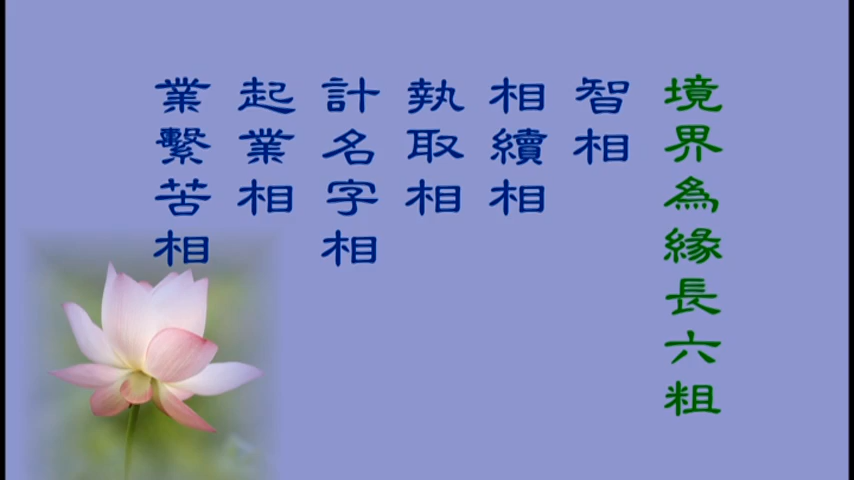 境界為緣長六粗
智相
相續相
執取相
計名字相
起業相
業繫苦相